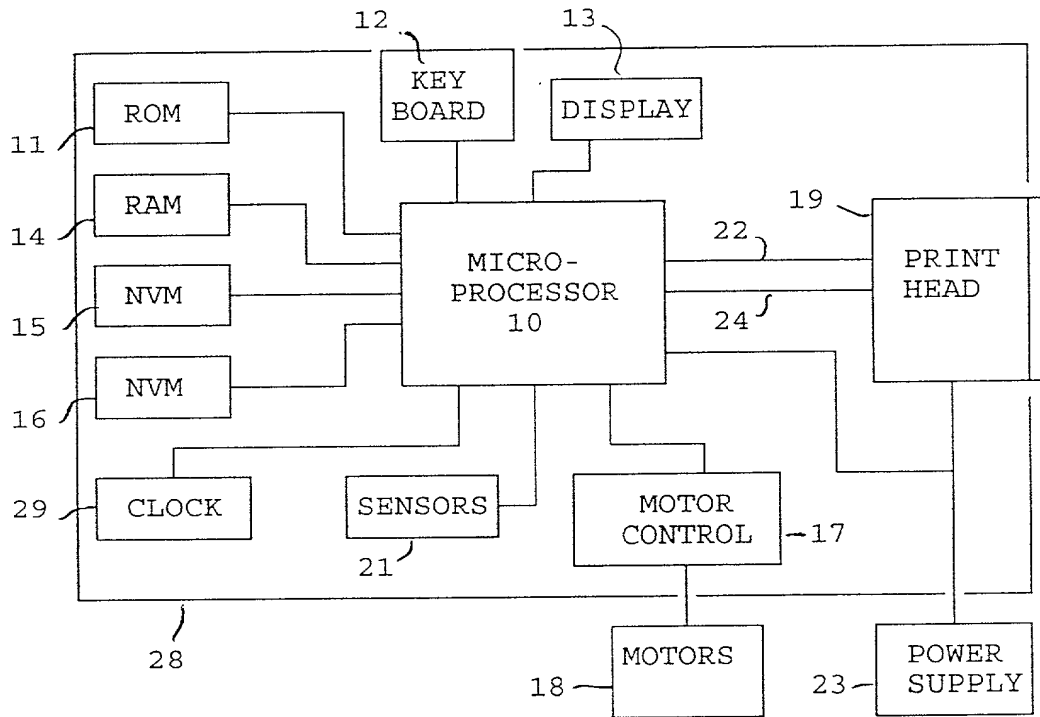 12
13
KEY
BOARD
DISPLAY
ROM
11
RAM
14
19
22
PRINT
HEAD
MICRO-
PROCESSOR
10
NVM
15
24
NVM
16
CLOCK
29
SENSORS
21
MOTOR
CONTROL
17
28
MOTORS
18
POWER
SUPPLY
23